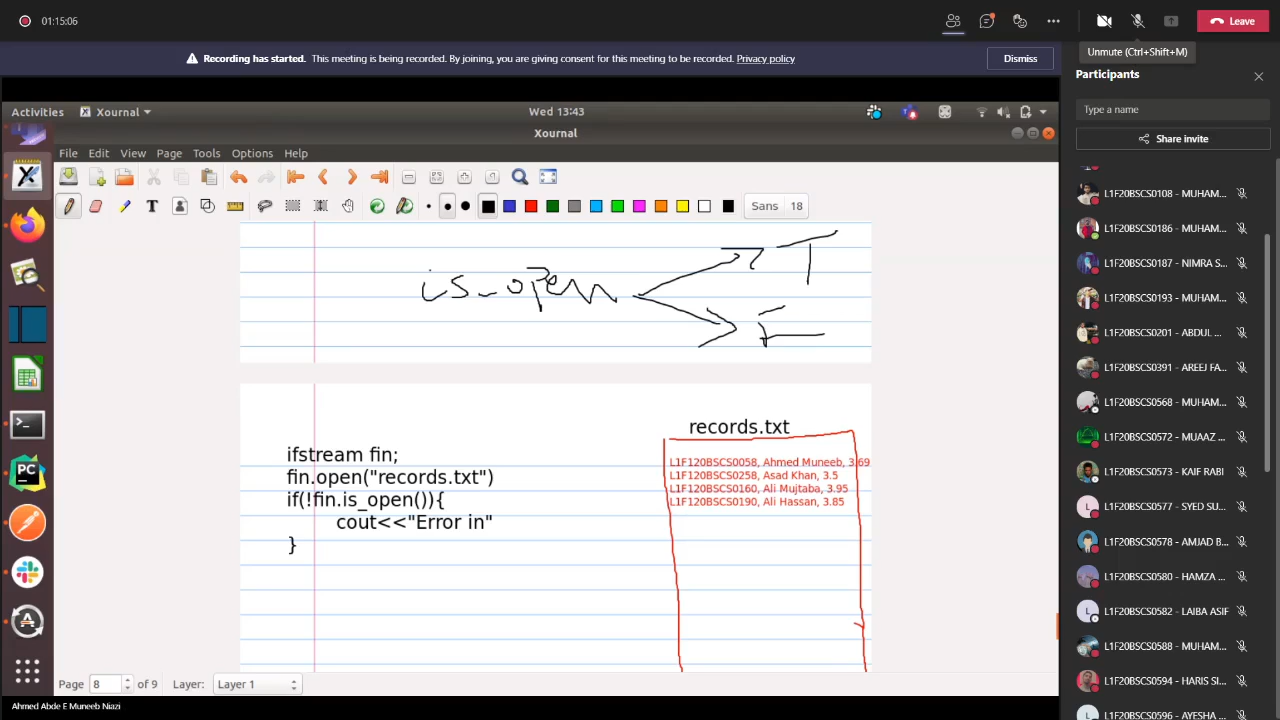 01:15:06
Leave
Recording has started. This meeting is being recorded. By joining, you are giving consent for this meeting to be recorded. Privacy policy
Dismiss
Unmute (Ctrl+Shift+M)
Participants
Type a name
Share invite
L1F20BSCS0108 - MUHAM...
L1F20BSCS0186 - MUHAM...
L1F20BSCS0187 - NIMRA S...
L1F20BSCS0193 - MUHAM...
L1F20BSCS0201 - ABDUL ...
L1F20BSCS0391 - AREEJ FA...
L1F20BSCS0568 - MUHAM...
L1F20BSCS0572 - MUAAZ ...
L1F20BSCS0573 - KAIF RABI
L1F20BSCS0577 - SYED SU...
L1F20BSCS0578 - AMJAD B...
L1F20BSCS0580 - HAMZA ...
L1F20BSCS0582 - LAIBA ASIF
L1F20BSCS0588 - MUHAM...
L1F20BSCS0594 - HARIS SI...
L1F20BSCS0596 - AYESHA ...
Activities
Xournal
Wed 13:43
Xournal
File Edit View Page Tools Options Help
Sans 18
is_open
T
F
records.txt
ifstream fin;
fin.open("records.txt")
if(!fin.is_open()){
cout<<"Error in"
}
L1F120BSCS0058, Ahmed Muneeb, 3.69
L1F120BSCS0258, Asad Khan, 3.5
L1F120BSCS0160, Ali Mujtaba, 3.95
L1F120BSCS0190, Ali Hassan, 3.85
Page 8 of 9 Layer: Layer 1
Ahmed Abde E Muneeb Niazi